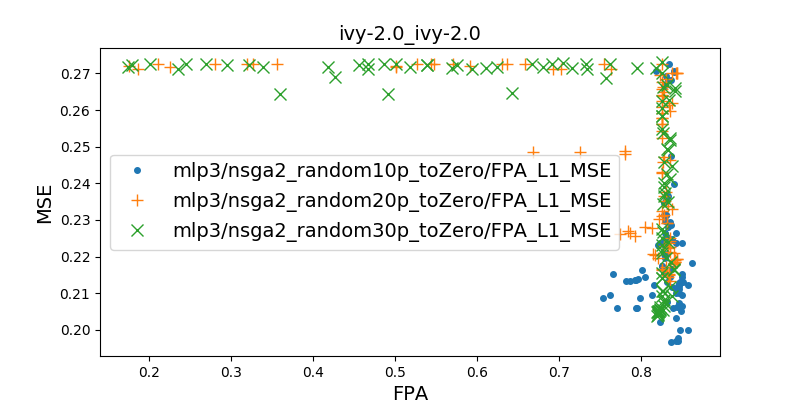 ivy-2.0_ivy-2.0
MSE
0.27
0.26
0.25
0.24
0.23
0.22
0.21
0.20
mlp3/nsga2_random10p_toZero/FPA_L1_MSE
mlp3/nsga2_random20p_toZero/FPA_L1_MSE
mlp3/nsga2_random30p_toZero/FPA_L1_MSE
0.2 0.3 0.4 0.5 0.6 0.7 0.8
FPA